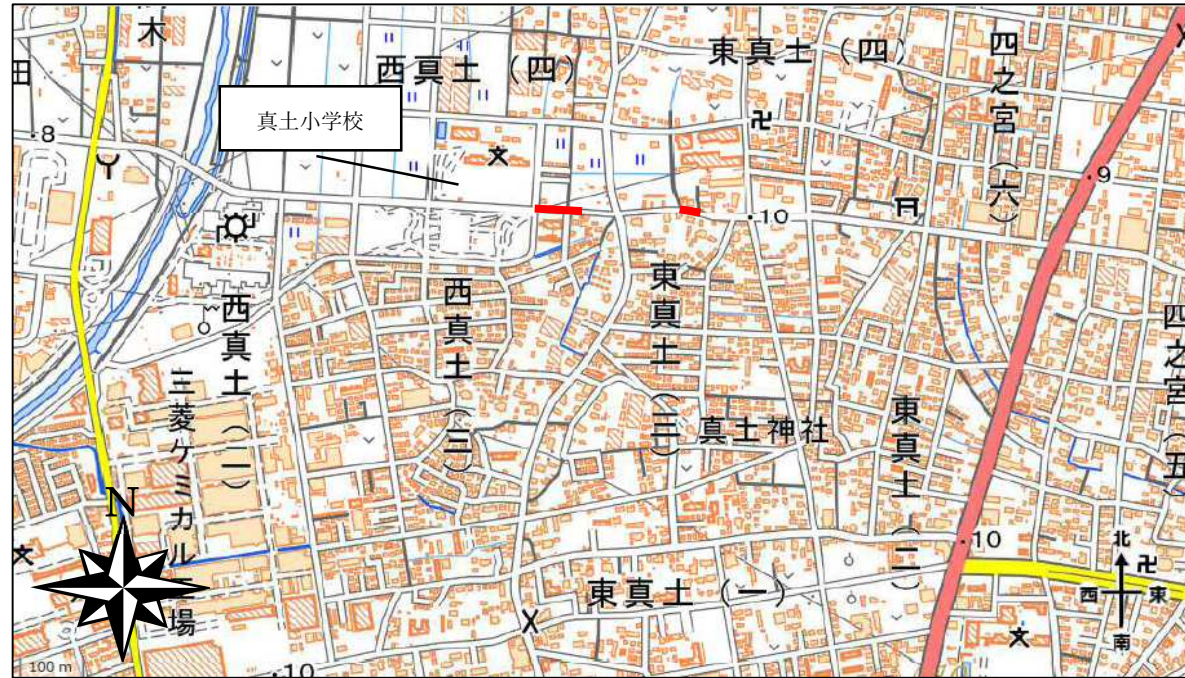 木
田
西真土（四）
東真土（四）
四之宮（六）
真土小学校
8
9
10
西真土（三）
東真土（三）
四之宮（五）
西真土（一）
三菱ケミカル工場
真土神社
東真土（二）
10
東真土（一）
N
北
西
東
南
10
100 m